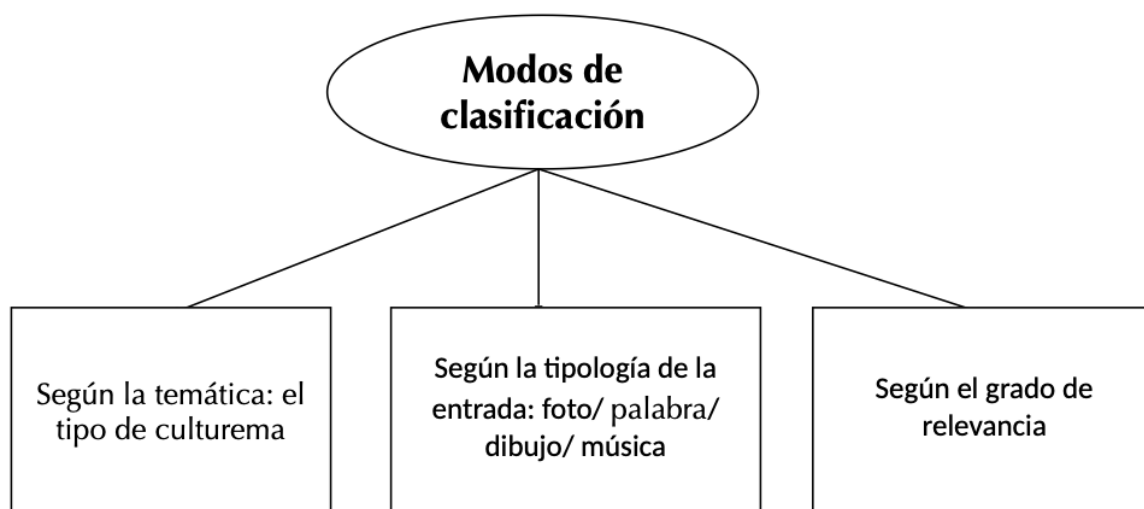 Modos de
clasificación
Según la temática: el
tipo de culturema
Según la tipología de la
entrada: foto/ palabra/
dibujo/ música
Según el grado de
relevancia